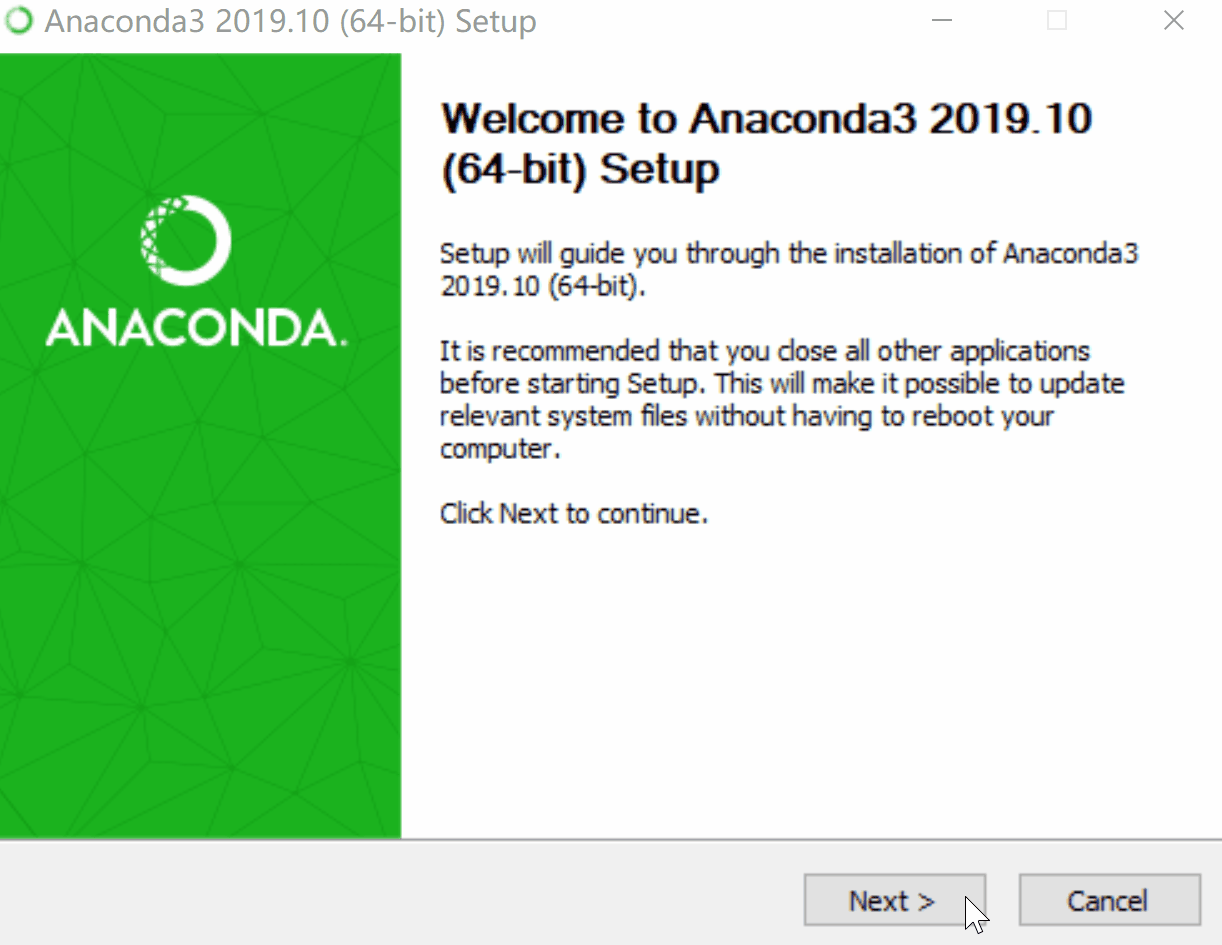 Anaconda3 2019.10 (64-bit) Setup
ANACONDA.
Welcome to Anaconda3 2019.10
(64-bit) Setup
Setup will guide you through the installation of Anaconda3
2019.10 (64-bit).
It is recommended that you close all other applications
before starting Setup. This will make it possible to update
relevant system files without having to reboot your
computer.
Click Next to continue.
Next >
Cancel